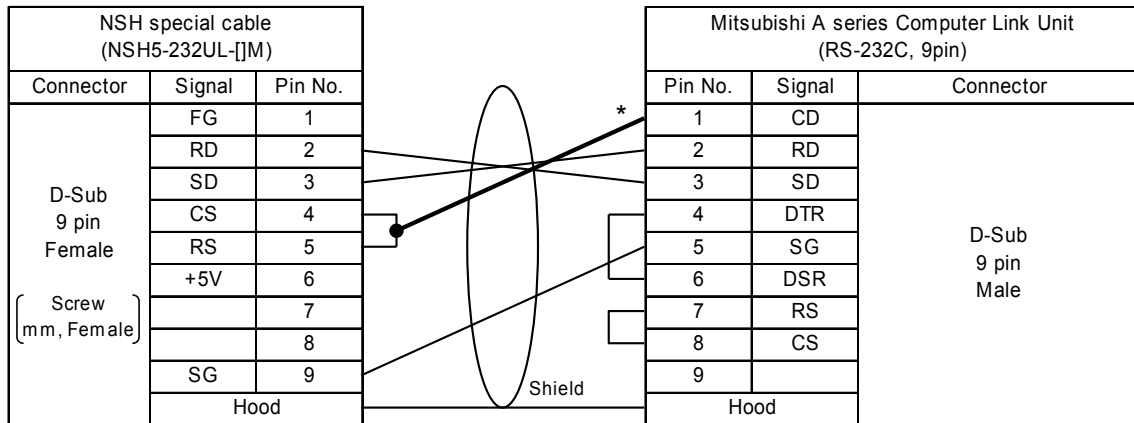 NSH special cable
(NSH5-232UL-[]M)
Mitsubishi A series Computer Link Unit
(RS-232C, 9pin)
Connector Signal Pin No.
Pin No. Signal Connector
FG 1
* 1 CD
RD 2
2 RD
SD 3
3 SD
D-Sub
9 pin
Female
CS 4
4 DTR
RS 5
5 SG
D-Sub
9 pin
Male
+5V 6
6 DSR
Screw
mm, Female
7
7 RS
8
8 CS
SG 9
Shield
9
Hood
Hood